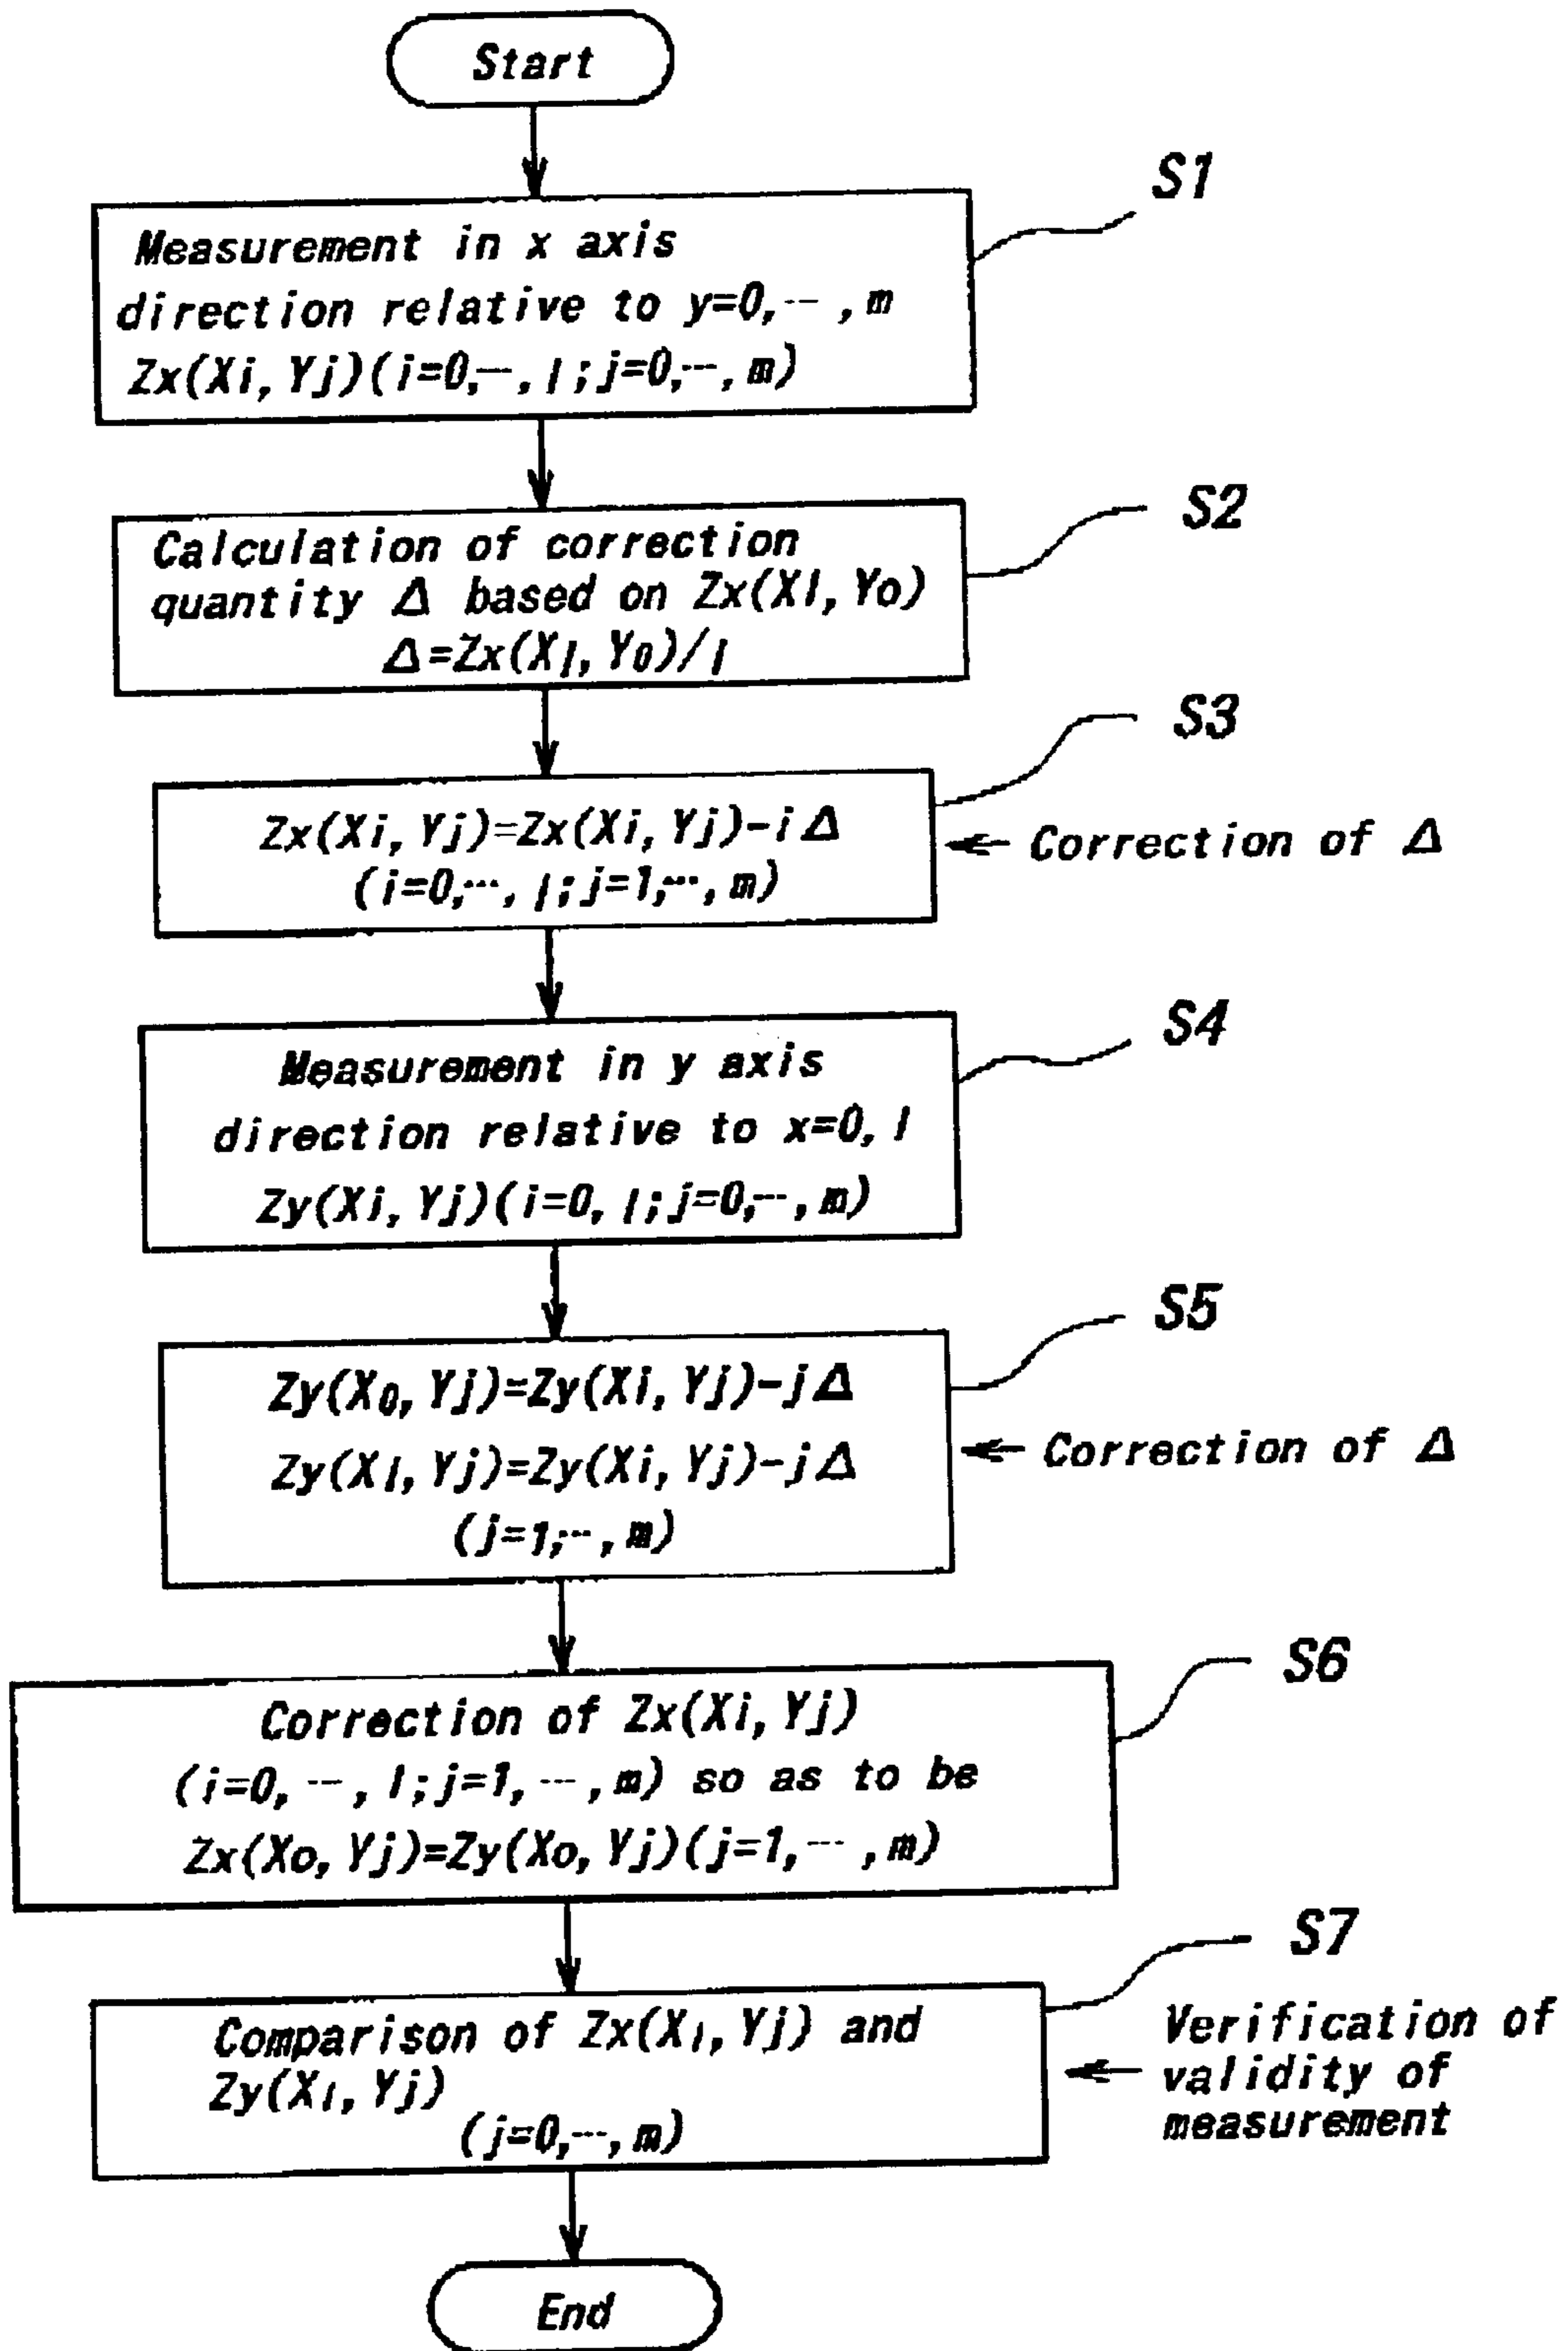 Start
S1
Measurement in x axis
direction relative to y=0,…,m
Zx(Xi,Yj)(i=0,…,l;j=0,…,m)
S2
Calculation of correction
quantity Δ based on Zx(Xl,Y0)
Δ=Zx(Xl,Y0)/l
S3
Zx(Xi,Yj)=Zx(Xi,Yj)-iΔ
(i=0,…,l;j=1,…,m)
Correction of Δ
S4
Measurement in y axis
direction relative to x=0,l
Zy(Xi,Yj)(i=0,l;j=0,…,m)
S5
Zy(X0,Yj)=Zy(Xi,Yj)-jΔ
Zy(Xl,Yj)=Zy(Xi,Yj)-jΔ
(j=1,…,m)
Correction of Δ
S6
Correction of Zx(Xi,Yj)
(i=0,…,l;j=1,…,m) so as to be
Zx(X0,Yj)=Zy(X0,Yj)(j=1,…,m)
S7
Comparison of Zx(Xl,Yj) and
Zy(Xl,Yj)
(j=0,…,m)
Verification of
validity of
measurement
End